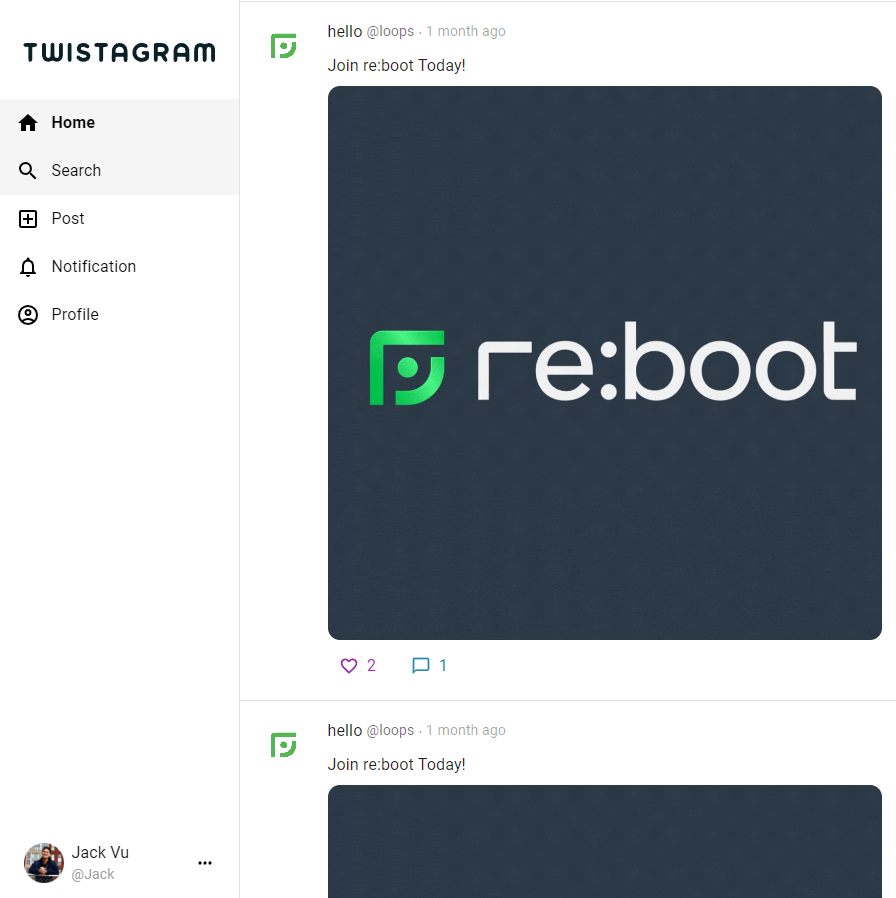 TWISTAGRAM
Home
Search
Post
Notification
Profile
Jack Vu
@Jack
hello @loops · 1 month ago
Join re:boot Today!
re:boot
2
1
hello @loops · 1 month ago
Join re:boot Today!